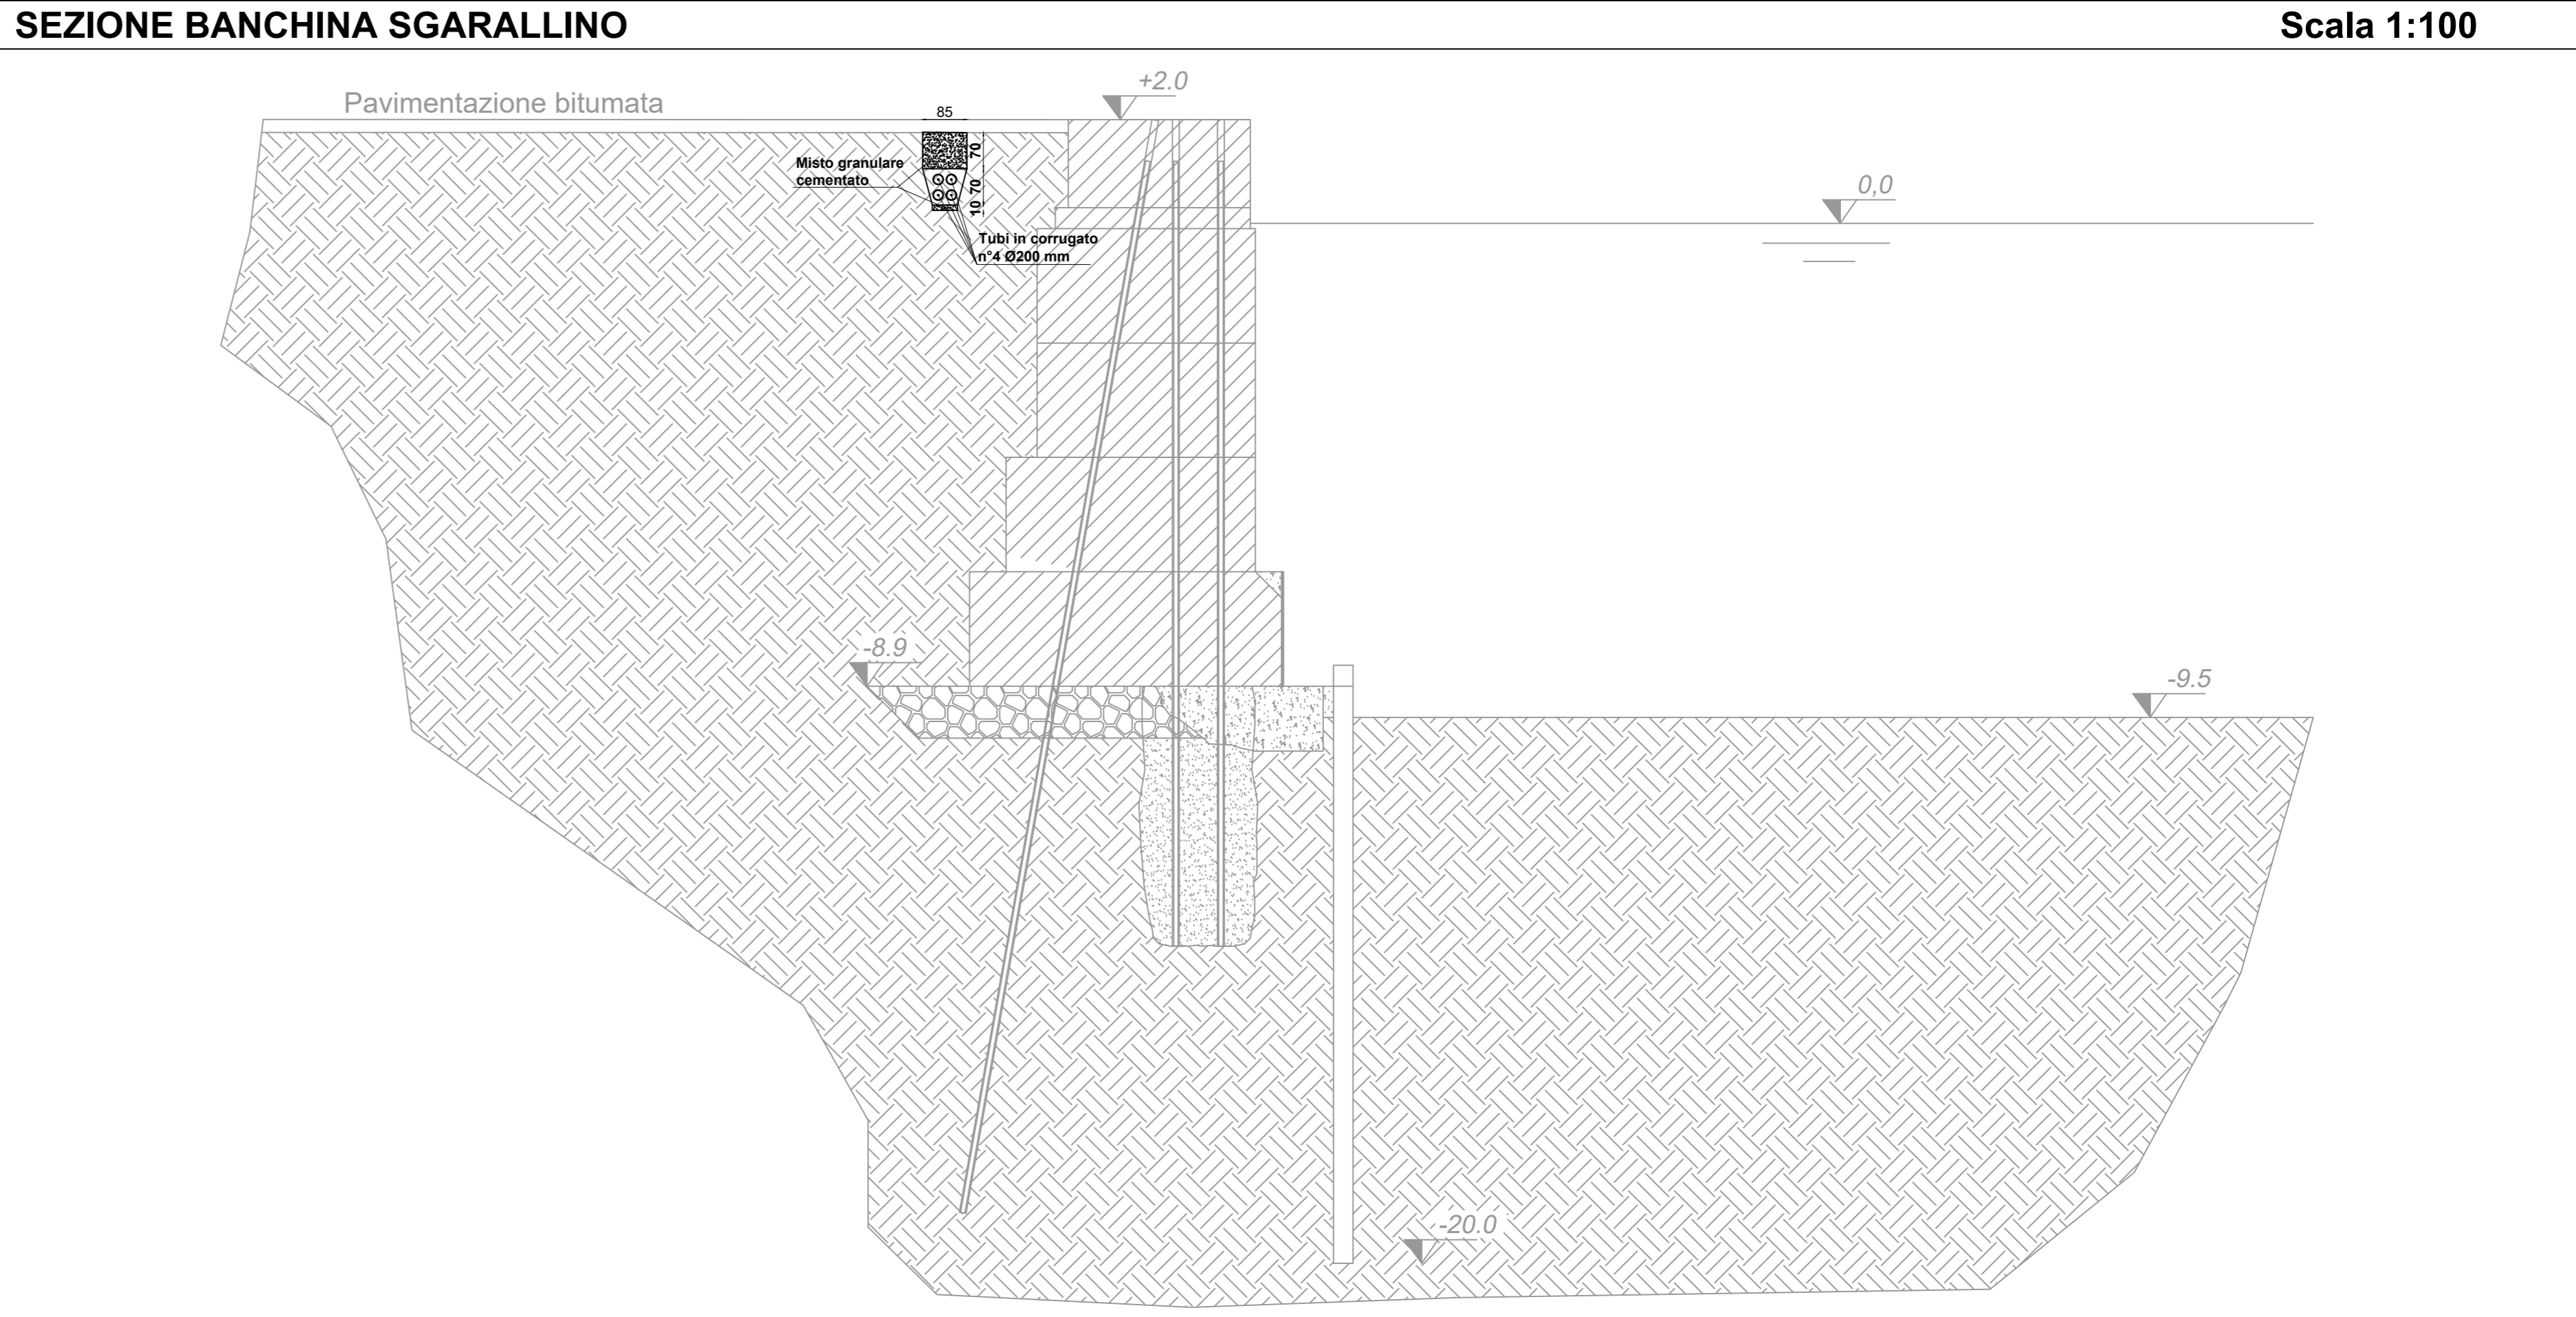 SEZIONE BANCHINA SGARALLINO
Scala 1:100
Pavimentazione bitumata
+2.0
85
70
Misto granulare
cementato
70
10
0,0
Tubi in corrugato
n°4 Ø200 mm
-8.9
-9.5
-20.0